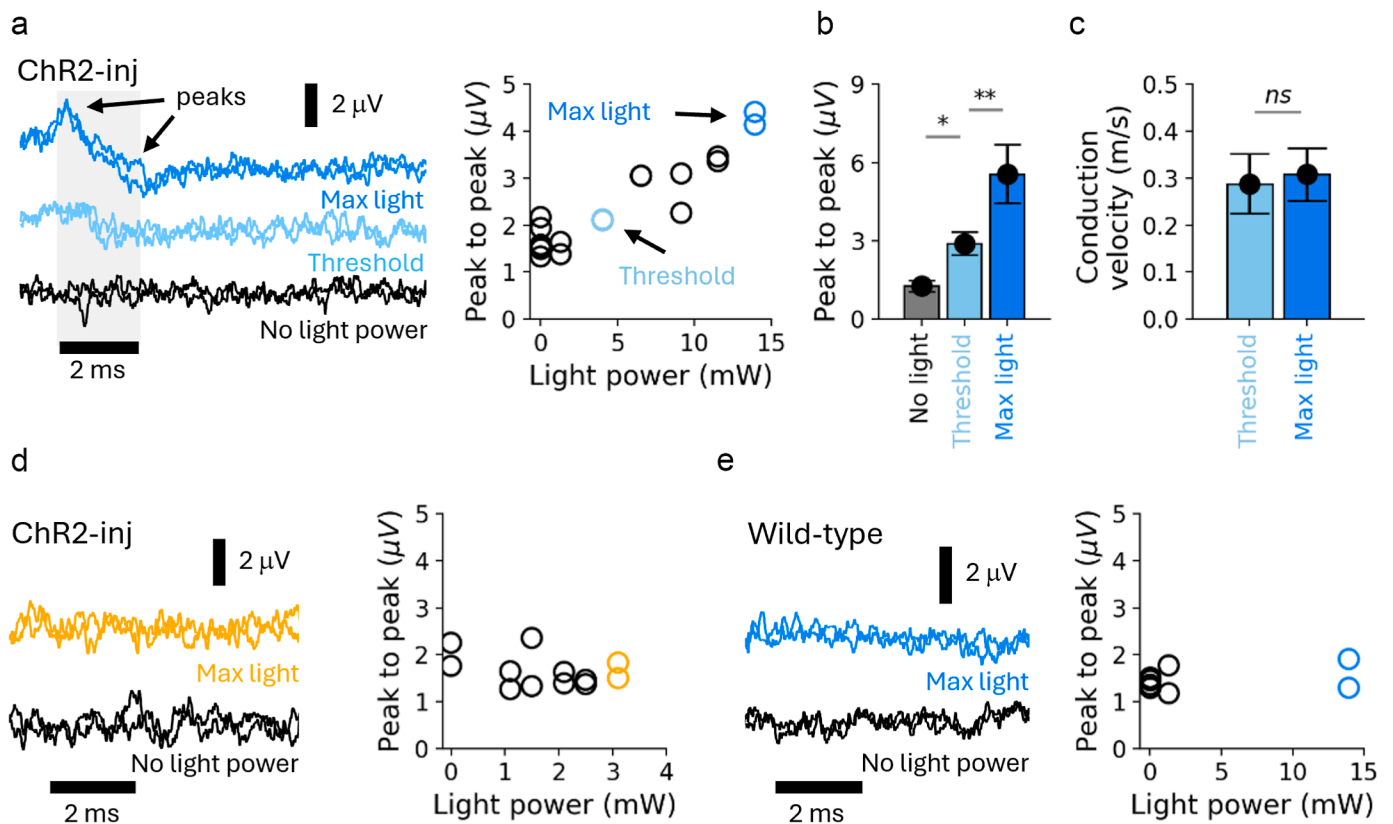 a
ChR2-inj
peaks
2 μV
Max light
Threshold
No light power
2 ms
Peak to peak (μV)
5
4
3
2
1
0
Max light
Threshold
0 5 10 15
Light power (mW)
b
Peak to peak (μV)
9
6
3
0
*
**
No light
Threshold
Max light
c
Conduction
velocity (m/s)
0.5
0.4
0.3
0.2
0.1
0.0
ns
Threshold
Max light
d
ChR2-inj
2 μV
Max light
No light power
2 ms
Peak to peak (μV)
5
4
3
2
1
0
0 1 2 3 4
Light power (mW)
e
Wild-type
2 μV
Max light
No light power
2 ms
Peak to peak (μV)
5
4
3
2
1
0
0 5 10 15
Light power (mW)